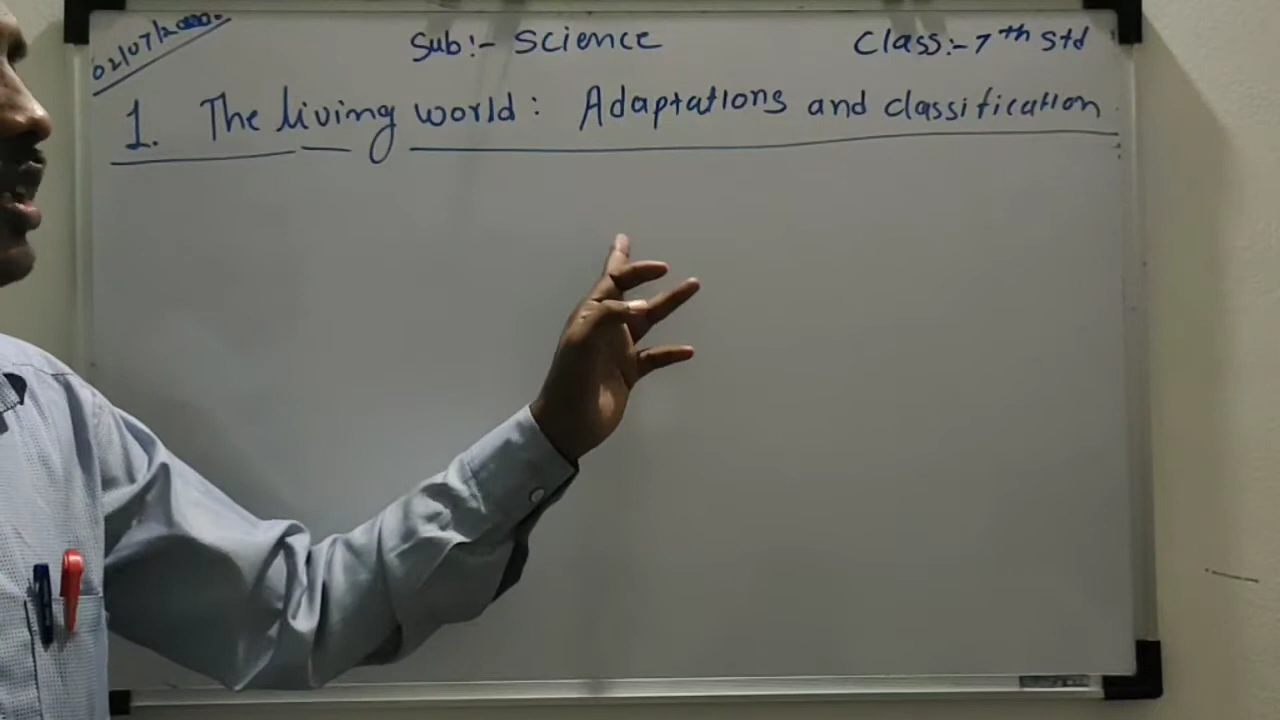 02/07/2020.
Sub:- Science
Class:- 7th Std
1. The living world: Adaptations and classification